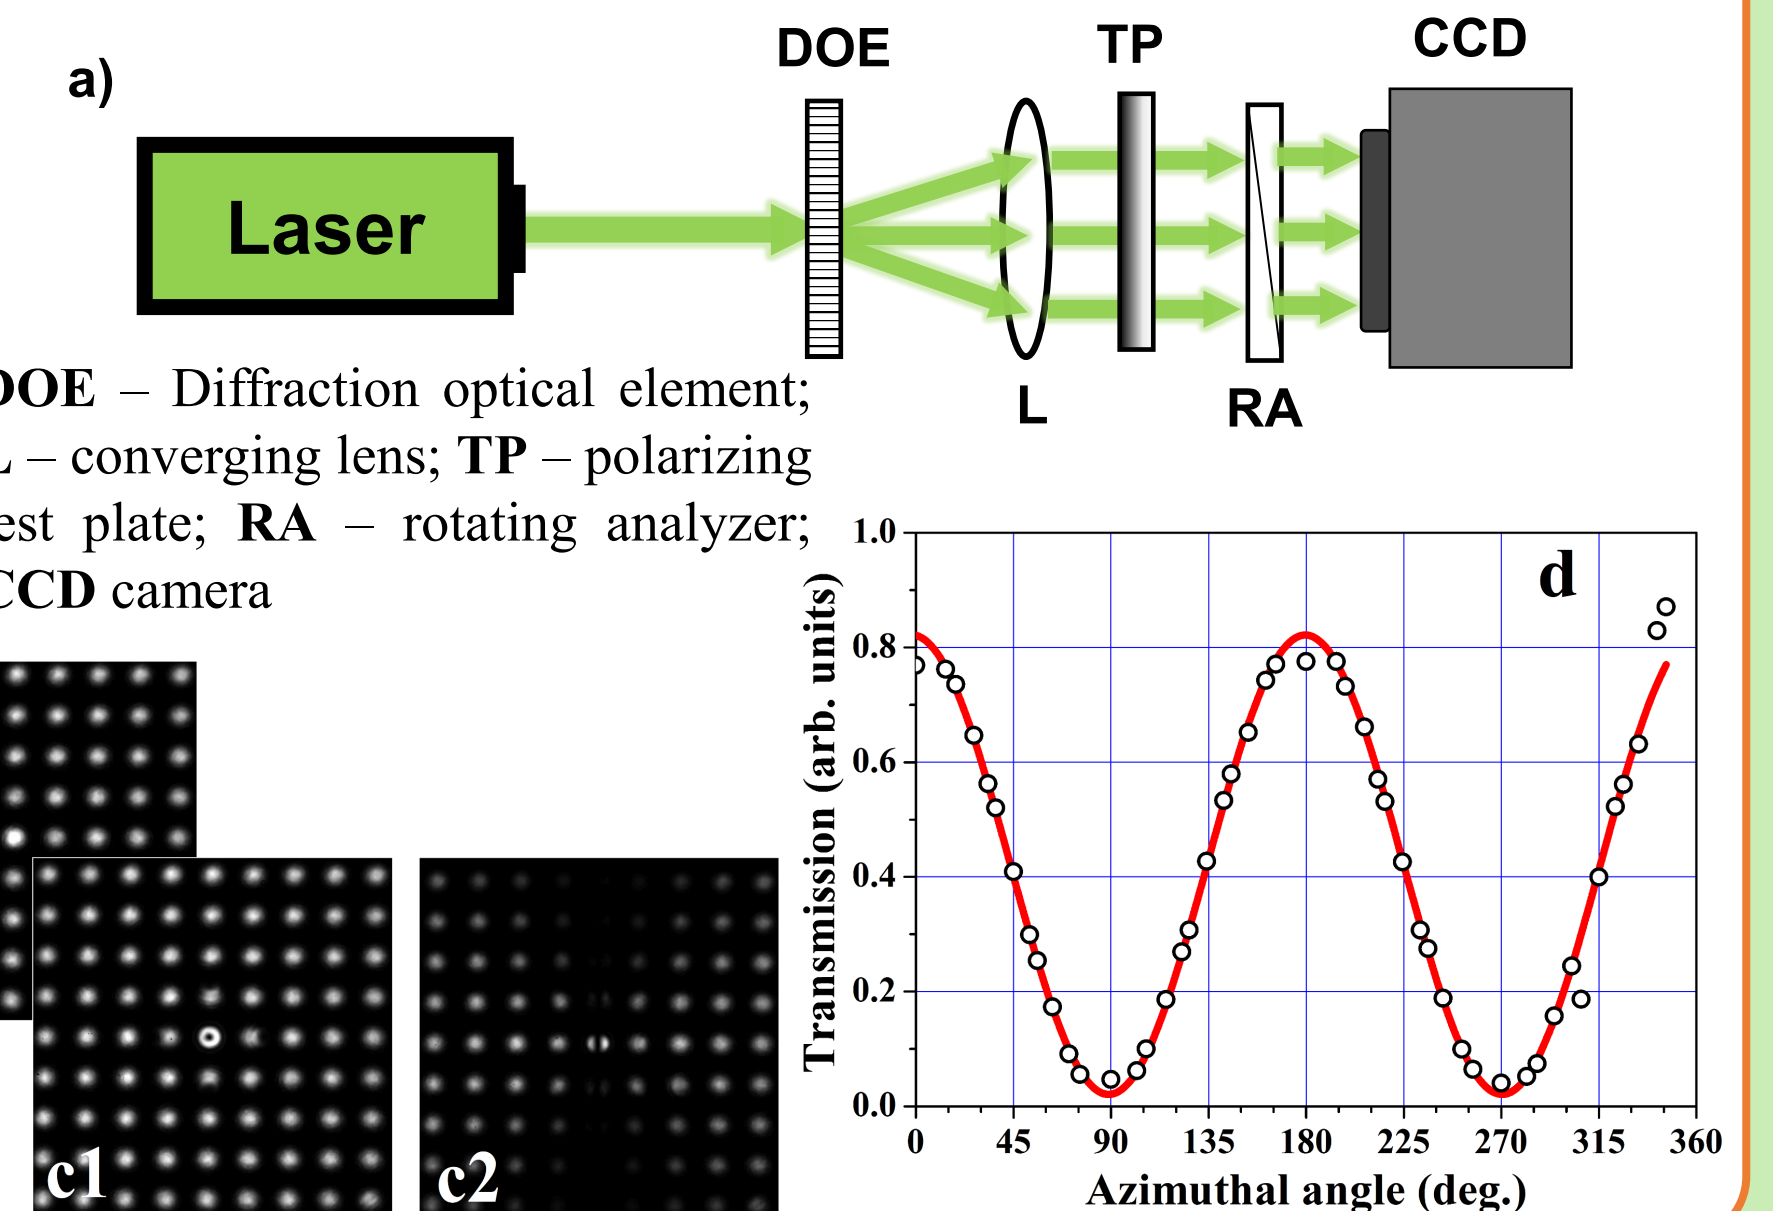 a)
DOE
TP
CCD
Laser
L
RA
DOE – Diffraction optical element;
L – converging lens; TP – polarizing
est plate; RA – rotating analyzer;
CCD camera
d
1.0
0.8
0.6
0.4
0.2
0.0
Transmission (arb. units)
0 45 90 135 180 225 270 315 360
Azimuthal angle (deg.)
c1
c2